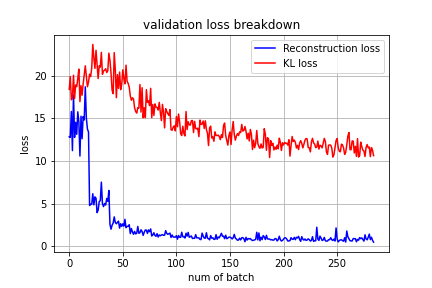 validation loss breakdown
Reconstruction loss
KL loss
loss
20
15
10
5
0
0
50
100
150
200
250
num of batch